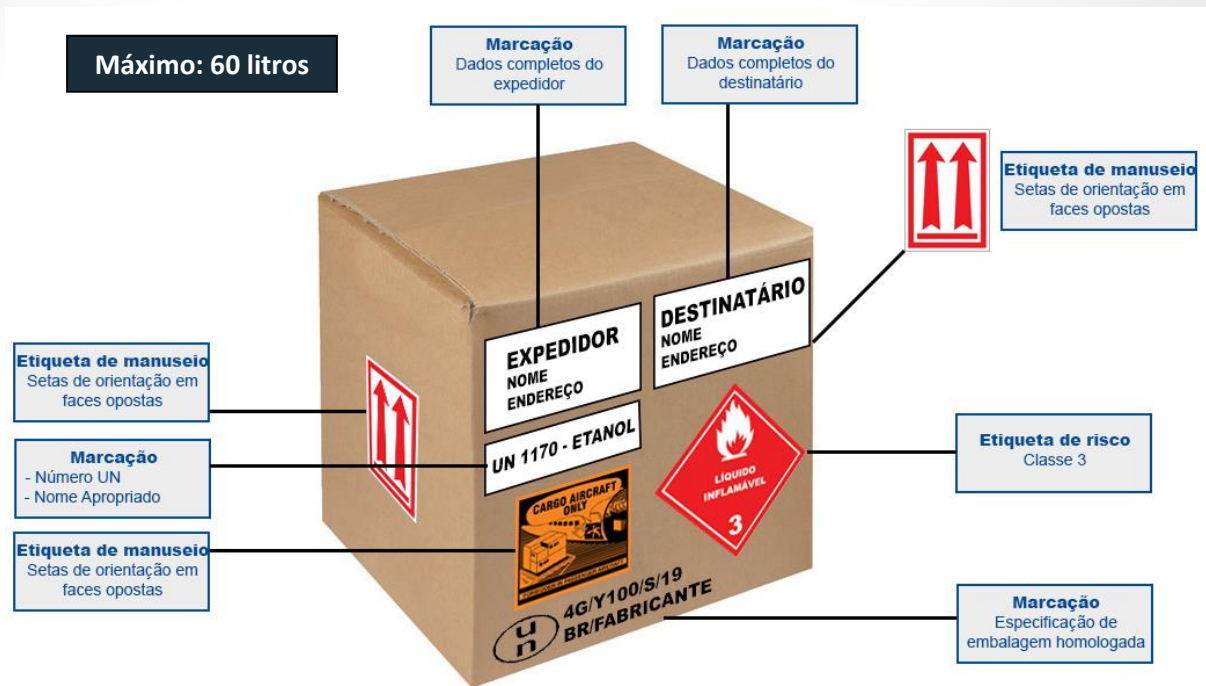 Máximo: 60 litros
Marcação
Dados completos do
expedidor
Marcação
Dados completos do
destinatário
Etiqueta de manuseio
Setas de orientação em
faces opostas
Etiqueta de manuseio
Setas de orientação em
faces opostas
Marcação
- Número UN
- Nome Apropriado
Etiqueta de manuseio
Setas de orientação em
faces opostas
EXPEDIDOR
NOME
ENDEREÇO
DESTINATÁRIO
NOME
ENDEREÇO
UN 1170 - ETANOL
CARGO AIRCRAFT
ONLY
FORBIDDEN IN PASSENGER AIRCRAFT
LÍQUIDO
INFLAMÁVEL
3
un
4G/Y100/S/19
BR/FABRICANTE
Etiqueta de risco
Classe 3
Marcação
Especificação de
embalagem homologada